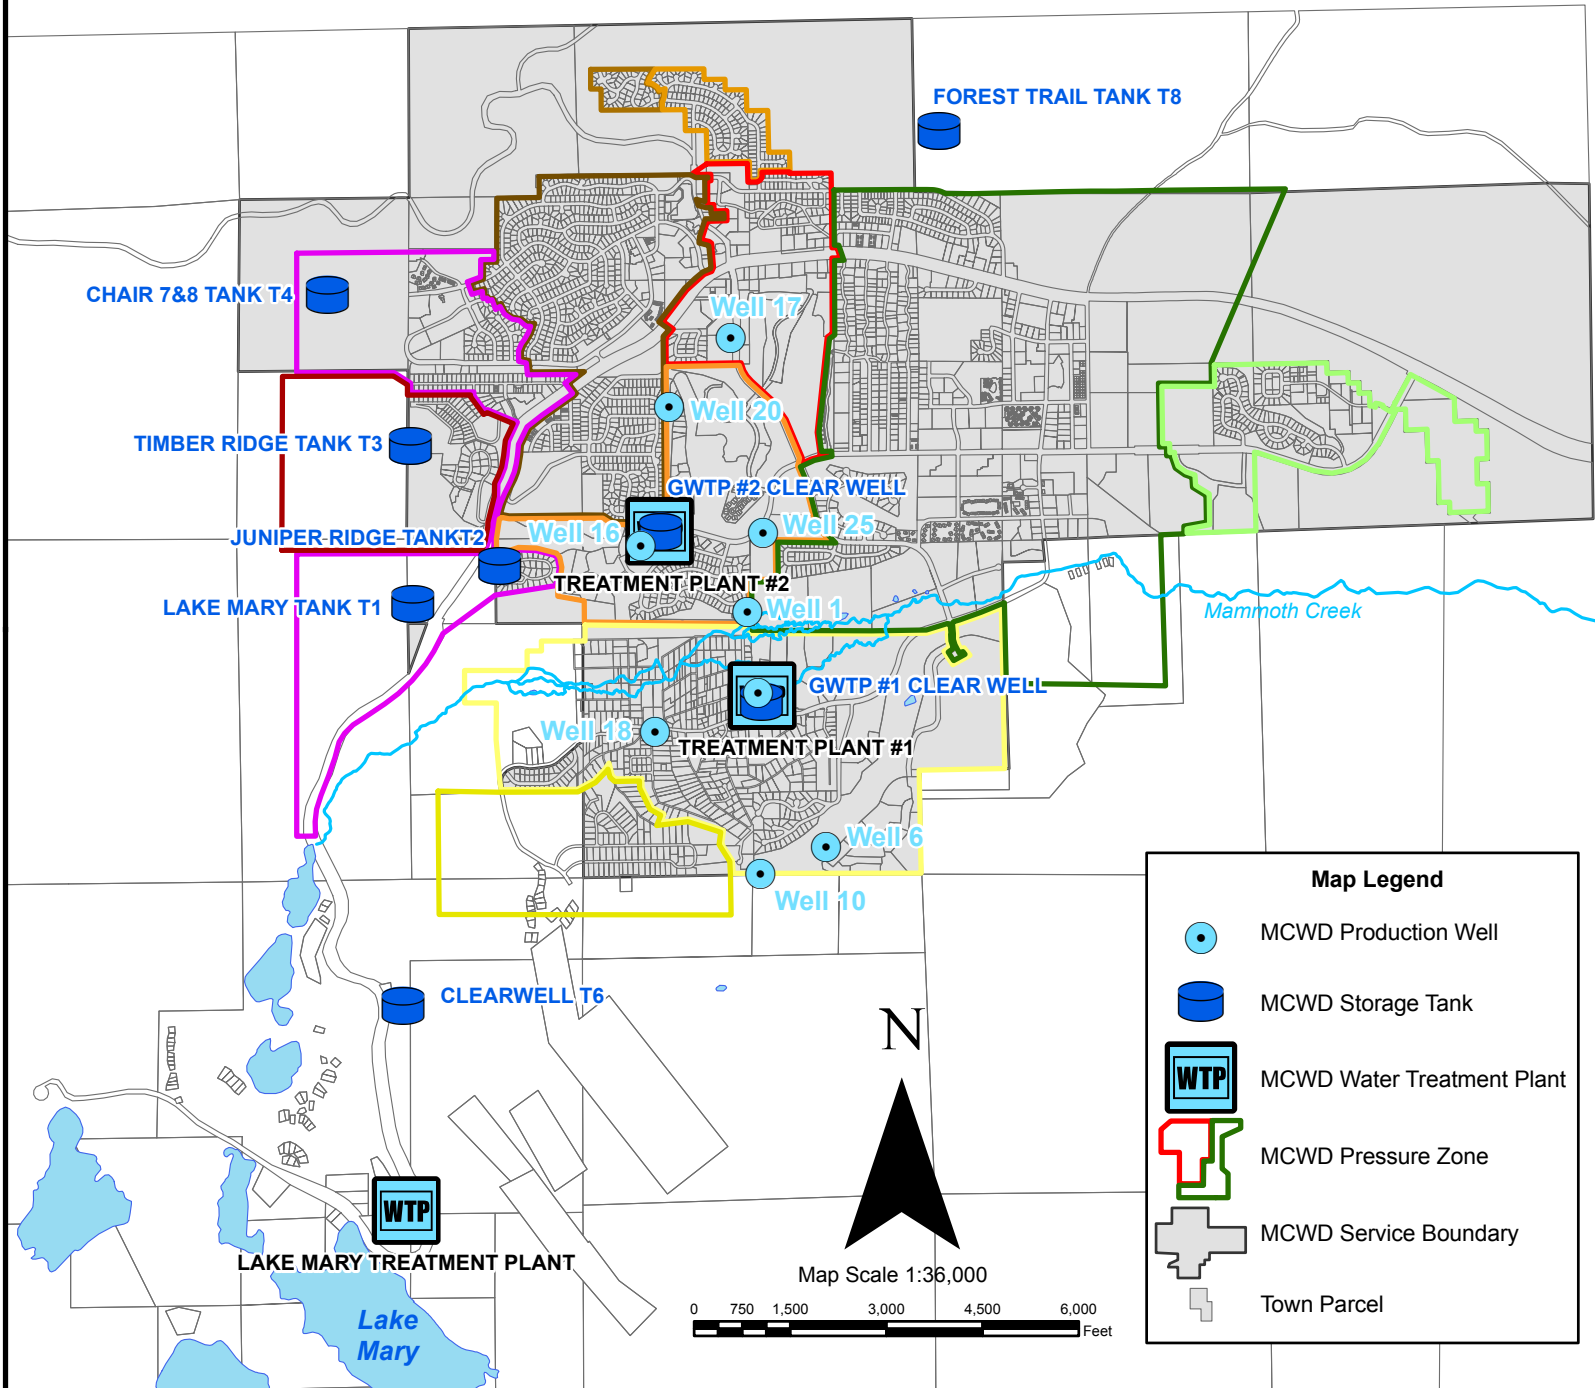 FOREST TRAIL TANK T8
CHAIR 7&8 TANK T4
Well 17
Well 20
TIMBER RIDGE TANK T3
GWTP #2 CLEAR WELL
Well 16
Well 25
JUNIPER RIDGE TANKT2
TREATMENT PLANT #2
LAKE MARY TANK T1
Well 1
Mammoth Creek
GWTP #1 CLEAR WELL
Well 18
TREATMENT PLANT #1
Well 6
Well 10
CLEARWELL T6
WTP
LAKE MARY TREATMENT PLANT
Lake
Mary
N
Map Scale 1:36,000
0 750 1,500 3,000 4,500 6,000
Feet
Map Legend
MCWD Production Well
MCWD Storage Tank
WTP
MCWD Water Treatment Plant
MCWD Pressure Zone
MCWD Service Boundary
Town Parcel